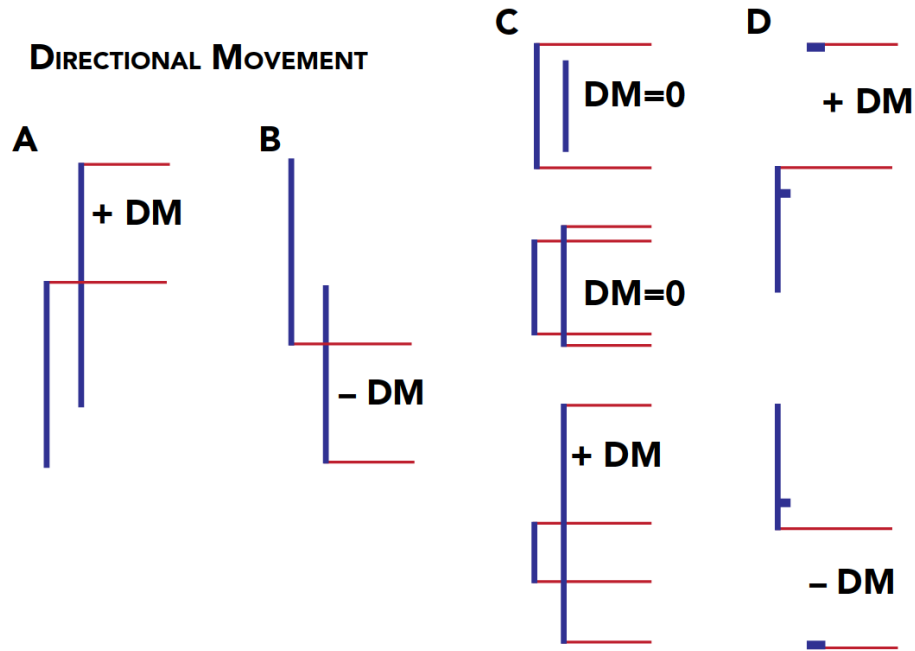 DIRECTIONAL MOVEMENT
A
+ DM
B
– DM
C
DM=0
DM=0
+ DM
D
+ DM
– DM